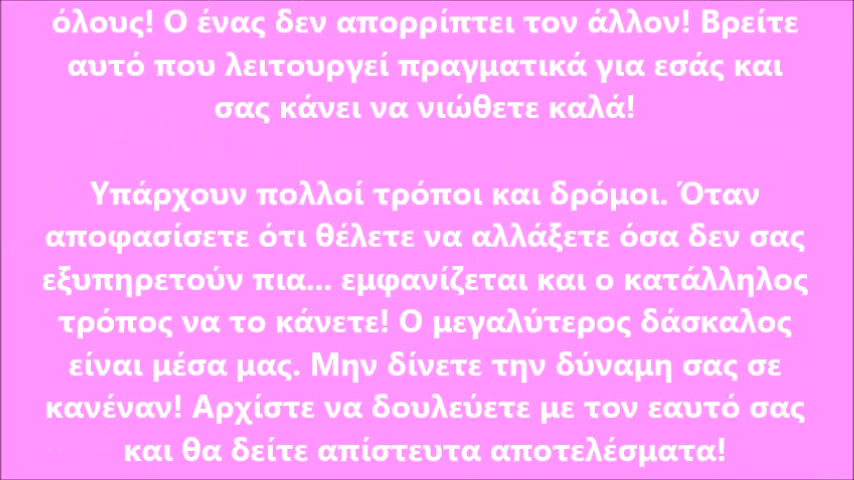 όλους! Ο ένας δεν απορρίπτει τον άλλον! Βρείτε
αυτό που λειτουργεί πραγματικά για εσάς και
σας κάνει να νιώθετε καλά!
Υπάρχουν πολλοί τρόποι και δρόμοι. Όταν
αποφασίσετε ότι θέλετε να αλλάξετε όσα δεν σας
εξυπηρετούν πια... εμφανίζεται και ο κατάλληλος
τρόπος να το κάνετε! Ο μεγαλύτερος δάσκαλος
είναι μέσα μας. Μην δίνετε την δύναμη σας σε
κανέναν! Αρχίστε να δουλεύετε με τον εαυτό σας
και θα δείτε απίστευτα αποτελέσματα!